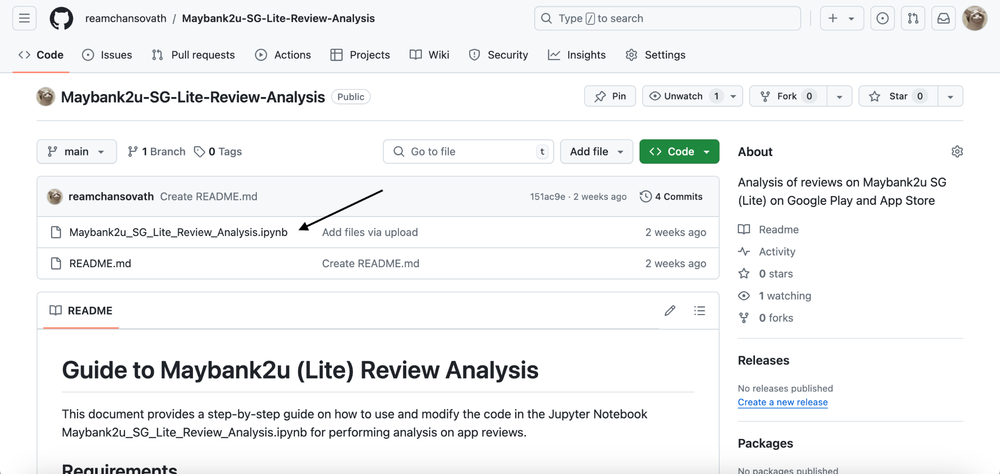 reamchansovath / Maybank2u-SG-Lite-Review-Analysis
Type / to search
Code Issues Pull requests Actions Projects Wiki Security Insights Settings
Maybank2u-SG-Lite-Review-Analysis Public
Pin Unwatch 1 Fork 0 Star 0
main 1 Branch 0 Tags
Go to file t Add file Code
reamchansovath Create README.md 151ac9e · 2 weeks ago 4 Commits
Maybank2u_SG_Lite_Review_Analysis.ipynb Add files via upload 2 weeks ago
README.md Create README.md 2 weeks ago
README
Guide to Maybank2u (Lite) Review Analysis
This document provides a step-by-step guide on how to use and modify the code in the Jupyter Notebook
Maybank2u_SG_Lite_Review_Analysis.ipynb for performing analysis on app reviews.
Requirements
About
Analysis of reviews on Maybank2u SG
(Lite) on Google Play and App Store
Readme
Activity
0 stars
1 watching
0 forks
Releases
No releases published
Create a new release
Packages
No packages published